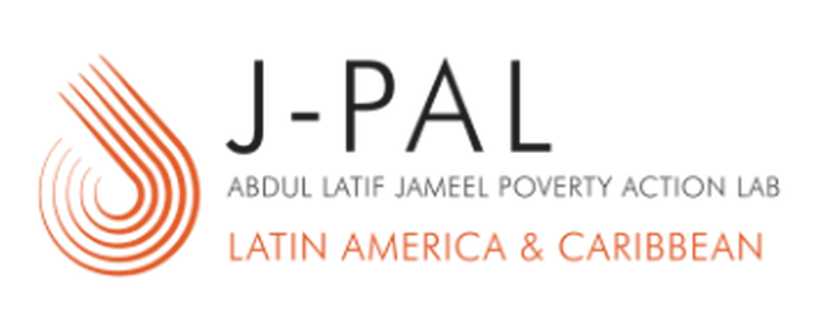 J-PAL
ABDUL LATIF JAMEEL POVERTY ACTION LAB
LATIN AMERICA & CARIBBEAN